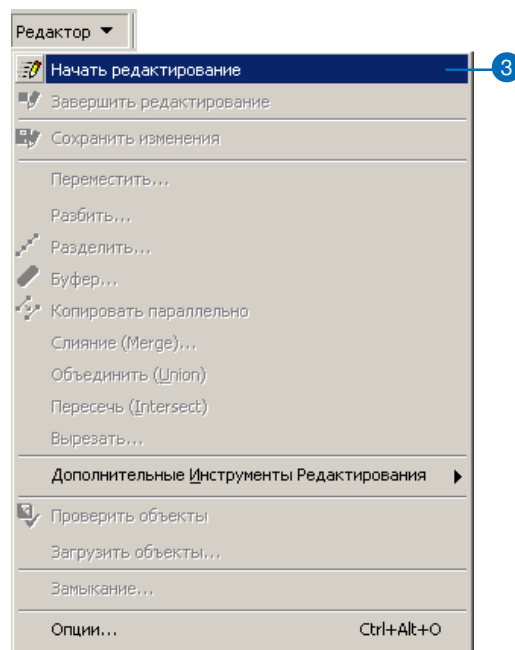 Редактор
Начать редактирование 3
Завершить редактирование
Сохранить изменения
Переместить...
Разбить...
Разделить...
Буфер...
Копировать параллельно
Слияние (Merge)...
Объединить (Union)
Пересечь (Intersect)
Вырезать...
Дополнительные Инструменты Редактирования
Проверить объекты
Загрузить объекты...
Замыкание...
Опции... Ctrl+Alt+O